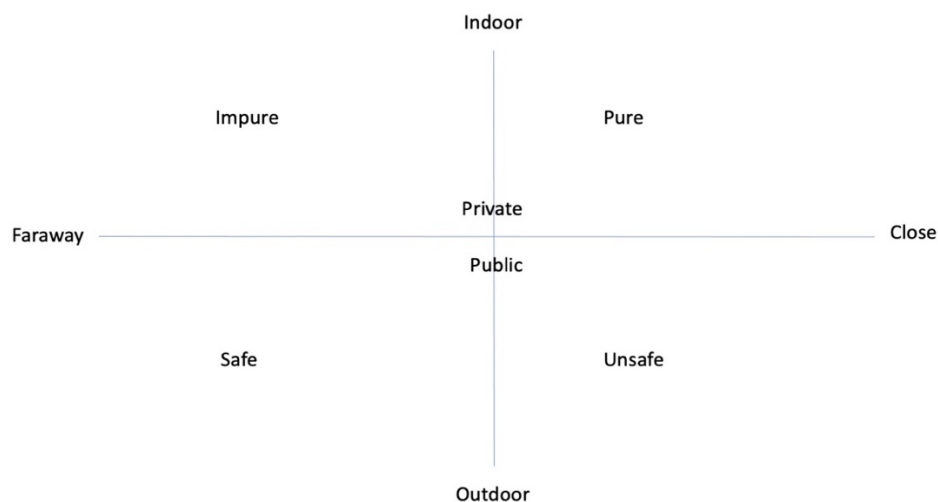 Indoor
Impure Pure
Private
Faraway Close
Public
Safe Unsafe
Outdoor